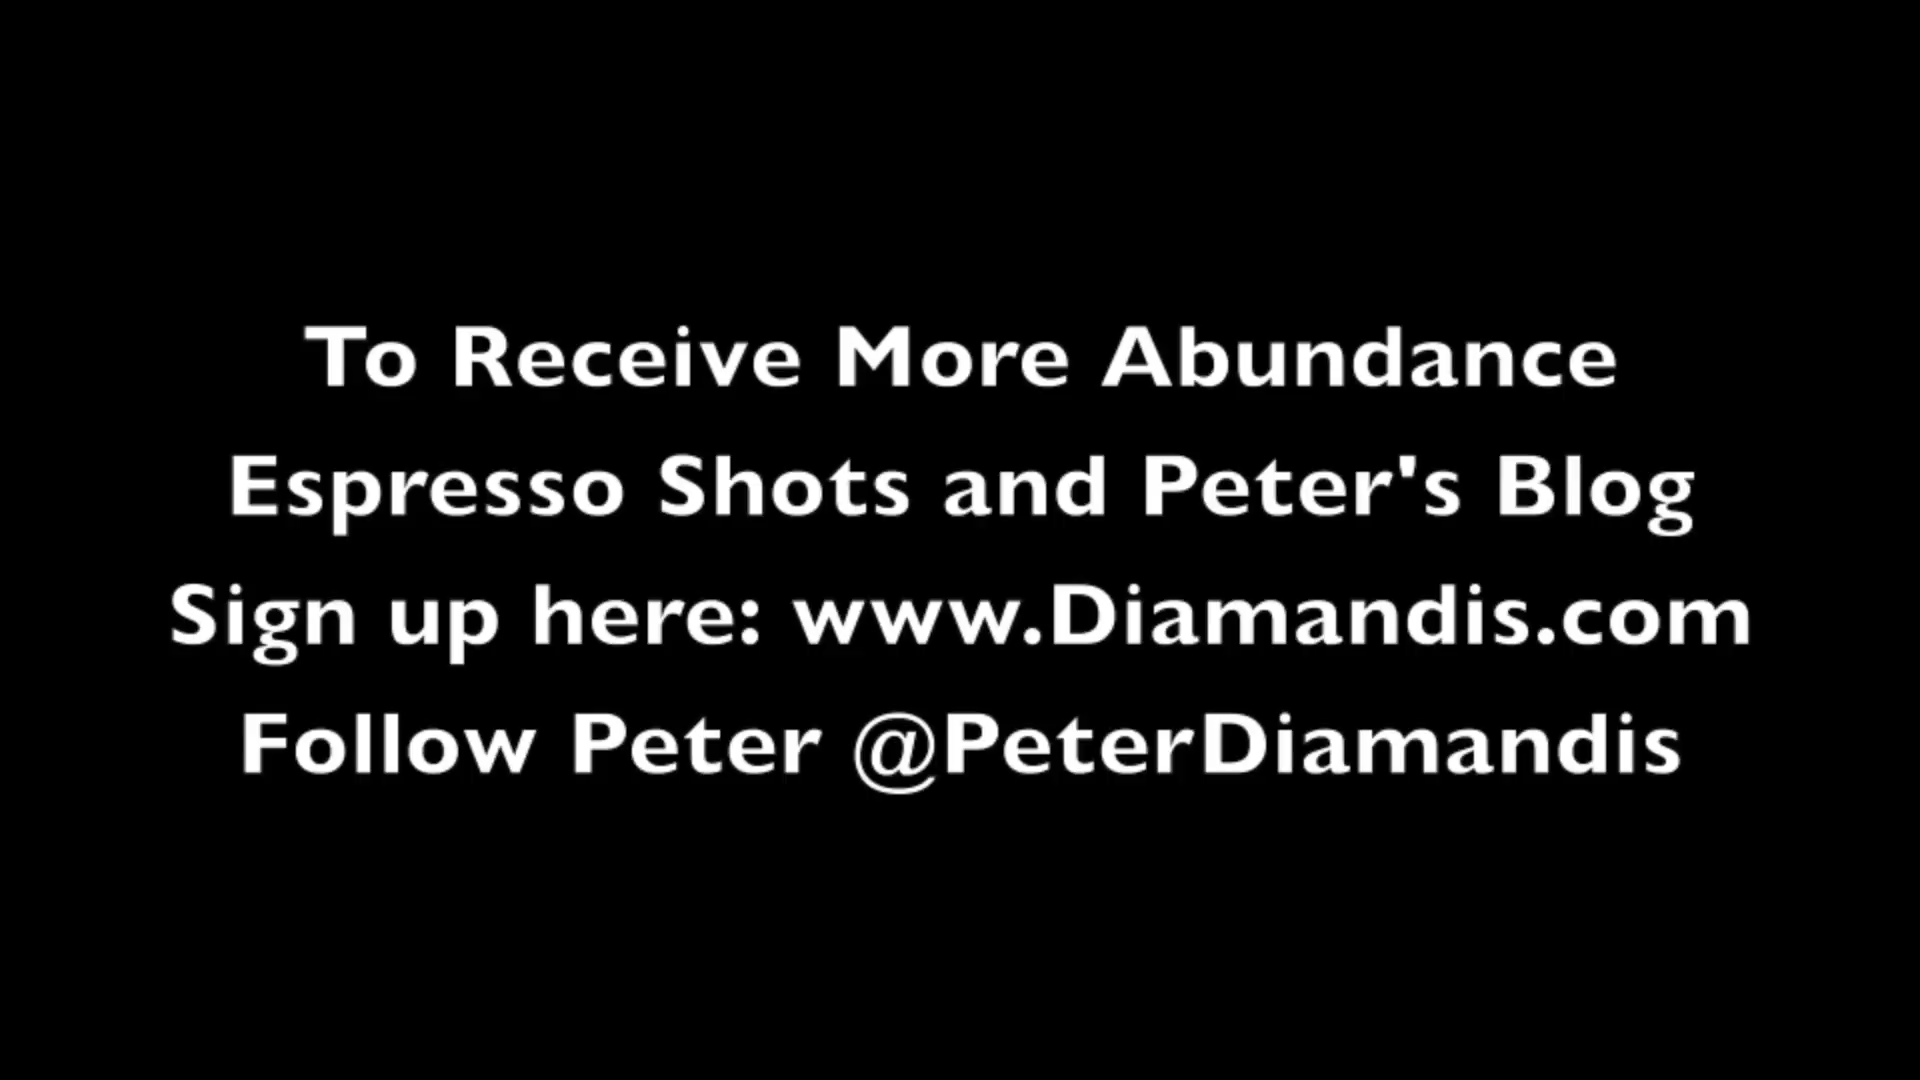 To Receive More Abundance
Espresso Shots and Peter's Blog
Sign up here: www.Diamandis.com
Follow Peter @PeterDiamandis